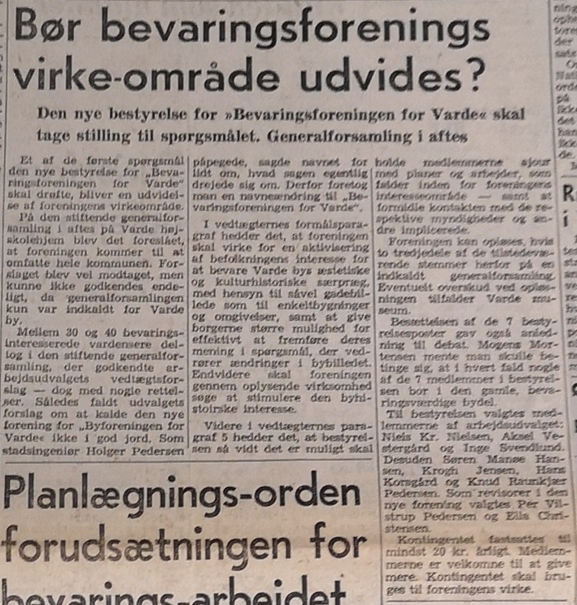 Bør bevaringsforenings
virke-område udvides?
Den nye bestyrelse for »Bevaringsforeningen for Varde« skal
tage stilling til spørgsmålet. Generalforsamling i aftes
Et af de første spørgsmål
den nye bestyrelse for „Beva-
ringsforeningen for Varde“
skal drøfte, bliver en udvidel-
se af foreningens virkeområde.
På den stiftende generalfor-
samling i aftes på Varde høj-
skolehjem blev det foreslået,
at foreningen kommer til at
omfatte hele kommunen. For-
slaget blev vel modtaget, men
kunne ikke godkendes ende-
ligt, da generalforsamlingen
kun var indkaldt for Varde
by.
Mellem 30 og 40 bevarings-
interesserede vardensere del-
tog i den stiftende generalfor-
samling, der godkendte ar-
bejdsudvalgets vedtægtsfor-
slag — dog med nogle rettel-
ser. Således faldt udvalgets
forslag om at kalde den nye
forening for „Byforeningen for
Varde« ikke i god jord. Som
stadsingeniør Holger Pedersen
påpegede, sagde navnet for
lidt om, hvad sagen egentlig
drejede sig om. Derfor foretog
man en navneændring til „Be-
varingsforeningen for Varde“.
I vedtægternes formålspara-
graf hedder det, at foreningen
skal virke for en aktivisering
af befolkningens interesse for
at bevare Varde bys æstetiske
og kulturhistoriske særpræg,
med hensyn til såvel gadebil-
lede som til enkeltbygninger
og omgivelser, samt at give
borgerne større mulighed for
effektivt at fremføre deres
mening i spørgsmål, der ved-
rører ændringer i bybilledet.
Endvidere skal foreningen
gennem oplysende virksomhed
søge at stimulere den byhi-
stoirske interesse.
Videre i vedtægternes para-
graf 5 hedder det, at bestyrel-
sen så vidt det er muligt skal
holde medlemmerne ajour
med planer og arbejder, som
falder inden for foreningens
interesseområde — samt at
formidle kontakten med de re-
spektive myndigheder og an-
dre implicerede.
Foreningen kan opløses, hvis
to tredjedele af de tilstedevæ-
rende stemmer herfor på en
indkaldt generalforsamling.
Eventuelt overskud ved opløs-
ningen tilfalder Varde mu-
seum.
Besættelsen af de 7 besty-
relsesposter gav også anled-
ning til debat. Mogens Mor-
tensen mente man skulle be-
tinge sig, at i hvert fald nogle
af de 7 medlemmer i bestyrel-
sen bor i den gamle, beva-
ringsværdige bydel.
Til bestyrelsen valgtes med-
lemmerne af arbejdsudvalget:
Niels Kr. Nielsen, Aksel Ve-
stergård og Inge Svendlund.
Desuden Søren Manøe Han-
sen, Krogh Jensen, Hans
Korsgård og Knud Raunkjær
Pedersen. Som revisorer i den
nye forening valgtes Per Vil-
strup Pedersen og Ella Chri-
stensen.
Kontingentet fastsattes til
mindst 20 kr. årligt. Medlem-
merne er velkomne til at give
mere. Kontingentet skal bru-
ges til foreningens virke.
Planlægnings-orden
forudsætningen for
bevarings-arbejdet